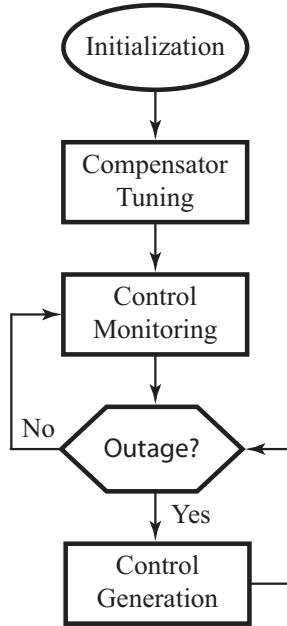 Initialization
Compensator
Tuning
Control
Monitoring
Outage?
No
Yes
Control
Generation